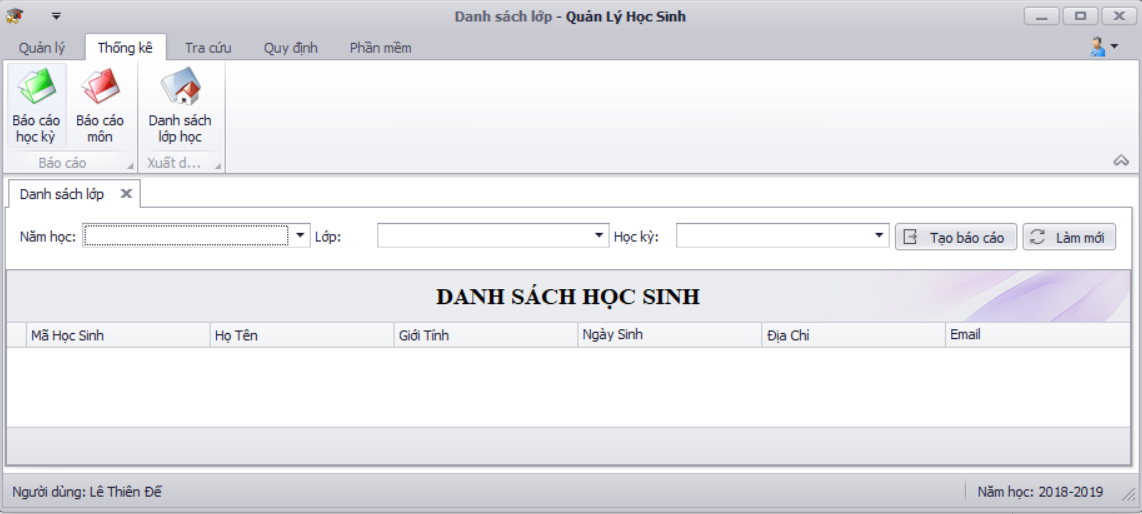 Danh sách lớp - Quản Lý Học Sinh
Quản lý Thống kê Tra cứu Quy định Phần mềm
Báo cáo học kỳ
Báo cáo môn
Danh sách lớp học
Báo cáo Xuất d...
Danh sách lớp
Năm học: Lớp: Học kỳ: Tạo báo cáo Làm mới
DANH SÁCH HỌC SINH
Mã Học Sinh Họ Tên Giới Tính Ngày Sinh Địa Chỉ Email
Người dùng: Lê Thiên Đế Năm học: 2018-2019